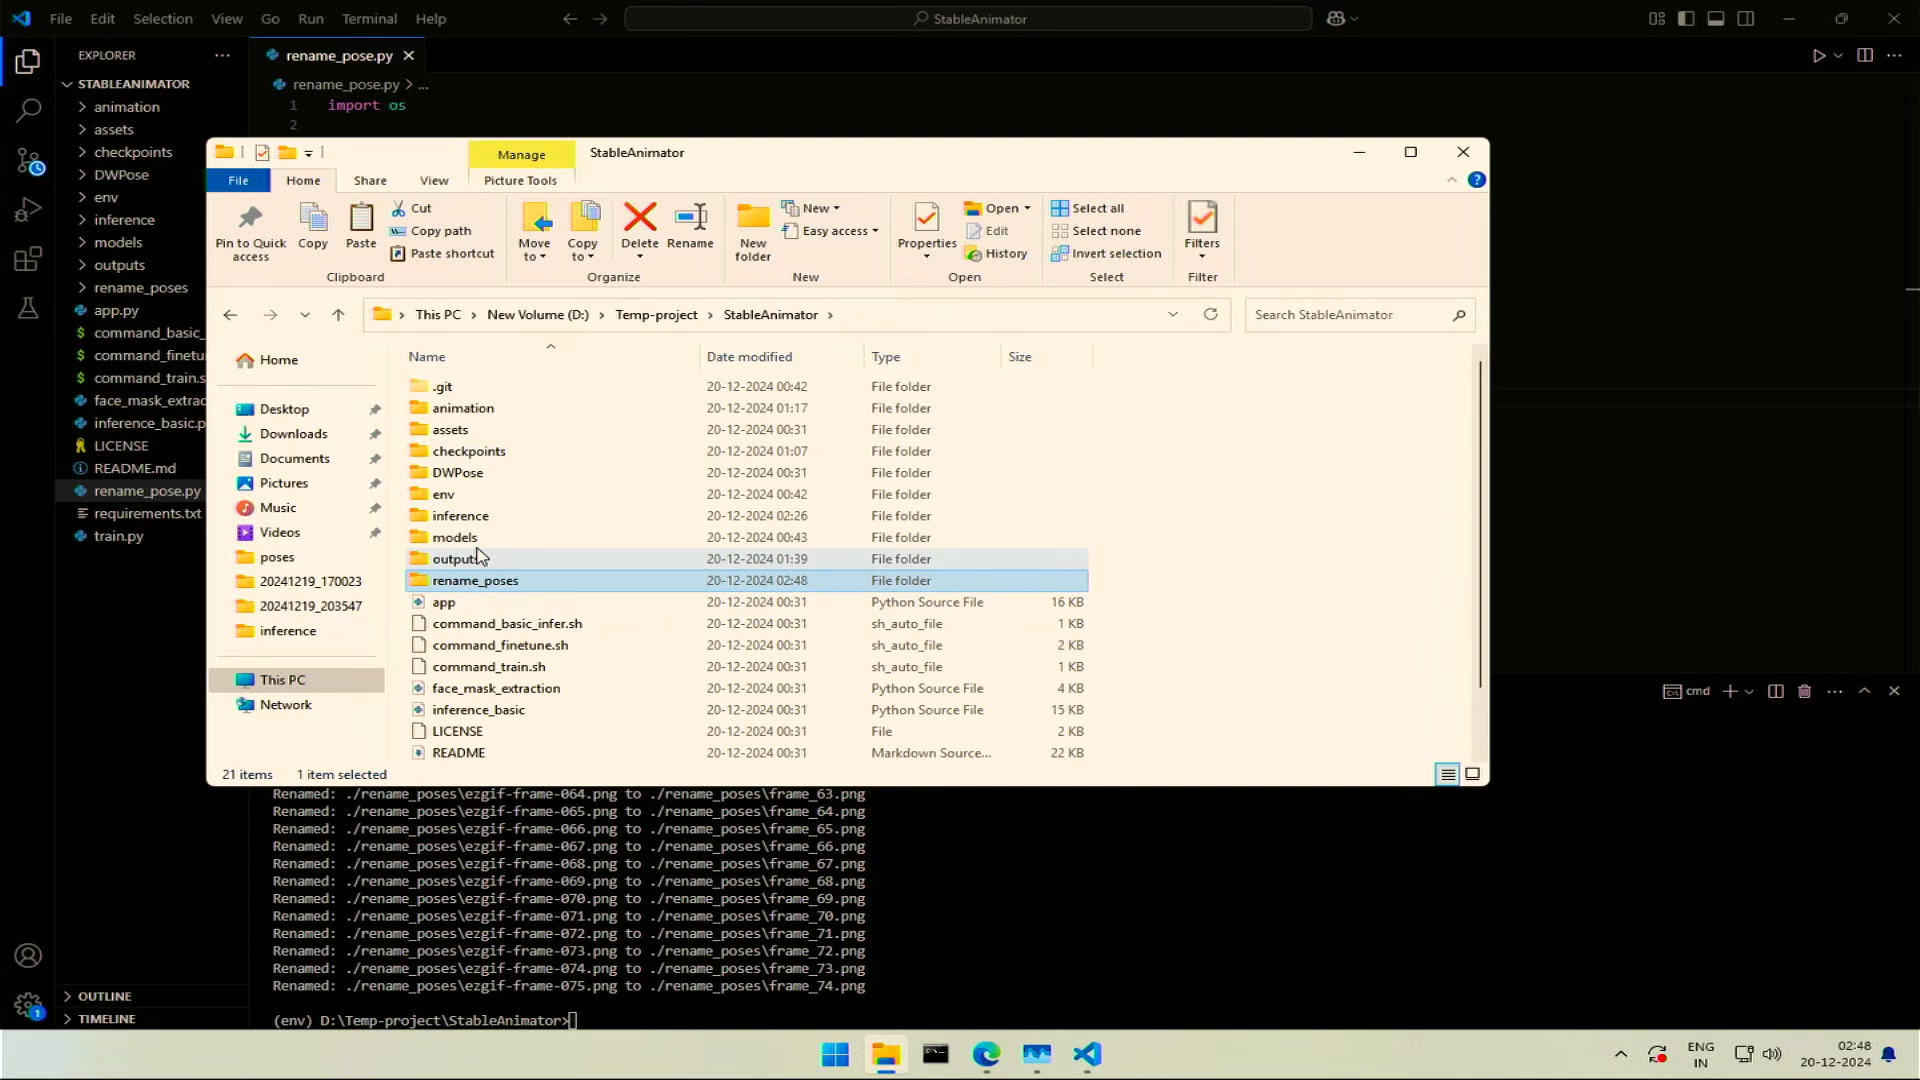 File Edit Selection View Go Run Terminal Help
StableAnimator
EXPLORER
STABLEANIMATOR
animation
assets
checkpoints
DWPose
env
inference
models
outputs
rename_poses
app.py
command_basic_
command_finetu
command_train.s
face_mask_extrac
inference_basic.p
LICENSE
README.md
rename_pose.py
requirements.txt
train.py
OUTLINE
TIMELINE
1
rename_pose.py
rename_pose.py > ...
1 import os
2
Manage StableAnimator
File Home Share View Picture Tools
?
Pin to Quick access
Copy
Paste
Cut
Copy path
Paste shortcut
Clipboard
Move to
Copy to
Delete
Rename
Organize
New folder
New
Easy access
New
Properties
Open
Edit
History
Open
Select all
Select none
Invert selection
Select
Filters
Filter
This PC > New Volume (D:) > Temp-project > StableAnimator >
Search StableAnimator
Home
Desktop
Downloads
Documents
Pictures
Music
Videos
poses
20241219_170023
20241219_203547
inference
This PC
Network
Name Date modified Type Size
.git 20-12-2024 00:42 File folder
animation 20-12-2024 01:17 File folder
assets 20-12-2024 00:31 File folder
checkpoints 20-12-2024 01:07 File folder
DWPose 20-12-2024 00:31 File folder
env 20-12-2024 00:42 File folder
inference 20-12-2024 02:26 File folder
models 20-12-2024 00:43 File folder
outputs 20-12-2024 01:39 File folder
rename_poses 20-12-2024 02:48 File folder
app 20-12-2024 00:31 Python Source File 16 KB
command_basic_infer.sh 20-12-2024 00:31 sh_auto_file 1 KB
command_finetune.sh 20-12-2024 00:31 sh_auto_file 2 KB
command_train.sh 20-12-2024 00:31 sh_auto_file 1 KB
face_mask_extraction 20-12-2024 00:31 Python Source File 4 KB
inference_basic 20-12-2024 00:31 Python Source File 15 KB
LICENSE 20-12-2024 00:31 File 2 KB
README 20-12-2024 00:31 Markdown Source... 22 KB
21 items 1 item selected
cmd
Renamed: ./rename_poses\ezgif-frame-064.png to ./rename_poses\frame_63.png
Renamed: ./rename_poses\ezgif-frame-065.png to ./rename_poses\frame_64.png
Renamed: ./rename_poses\ezgif-frame-066.png to ./rename_poses\frame_65.png
Renamed: ./rename_poses\ezgif-frame-067.png to ./rename_poses\frame_66.png
Renamed: ./rename_poses\ezgif-frame-068.png to ./rename_poses\frame_67.png
Renamed: ./rename_poses\ezgif-frame-069.png to ./rename_poses\frame_68.png
Renamed: ./rename_poses\ezgif-frame-070.png to ./rename_poses\frame_69.png
Renamed: ./rename_poses\ezgif-frame-071.png to ./rename_poses\frame_70.png
Renamed: ./rename_poses\ezgif-frame-072.png to ./rename_poses\frame_71.png
Renamed: ./rename_poses\ezgif-frame-073.png to ./rename_poses\frame_72.png
Renamed: ./rename_poses\ezgif-frame-074.png to ./rename_poses\frame_73.png
Renamed: ./rename_poses\ezgif-frame-075.png to ./rename_poses\frame_74.png
(env) D:\Temp-project\StableAnimator>
ENG
IN
02:48
20-12-2024